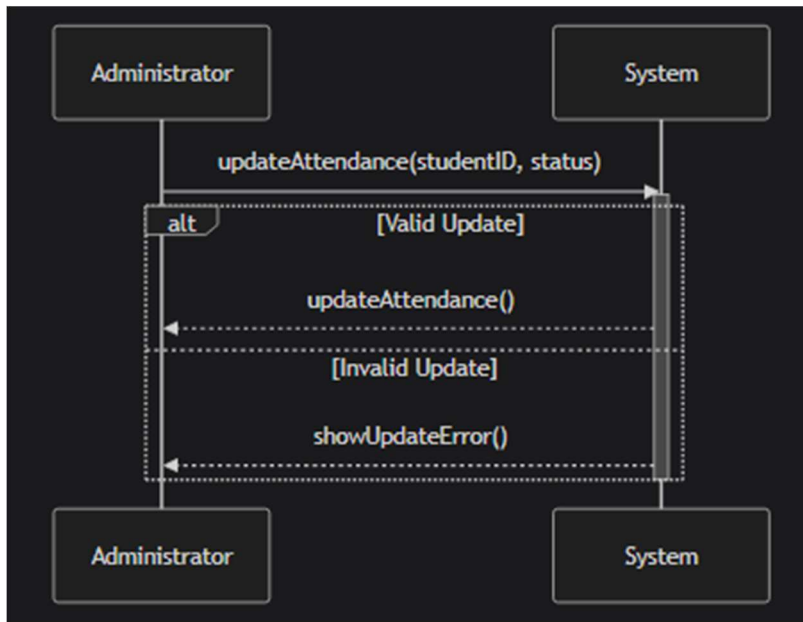 Administrator
System
updateAttendance(studentID, status)
alt
[Valid Update]
updateAttendance()
[Invalid Update]
showUpdateError()
Administrator
System